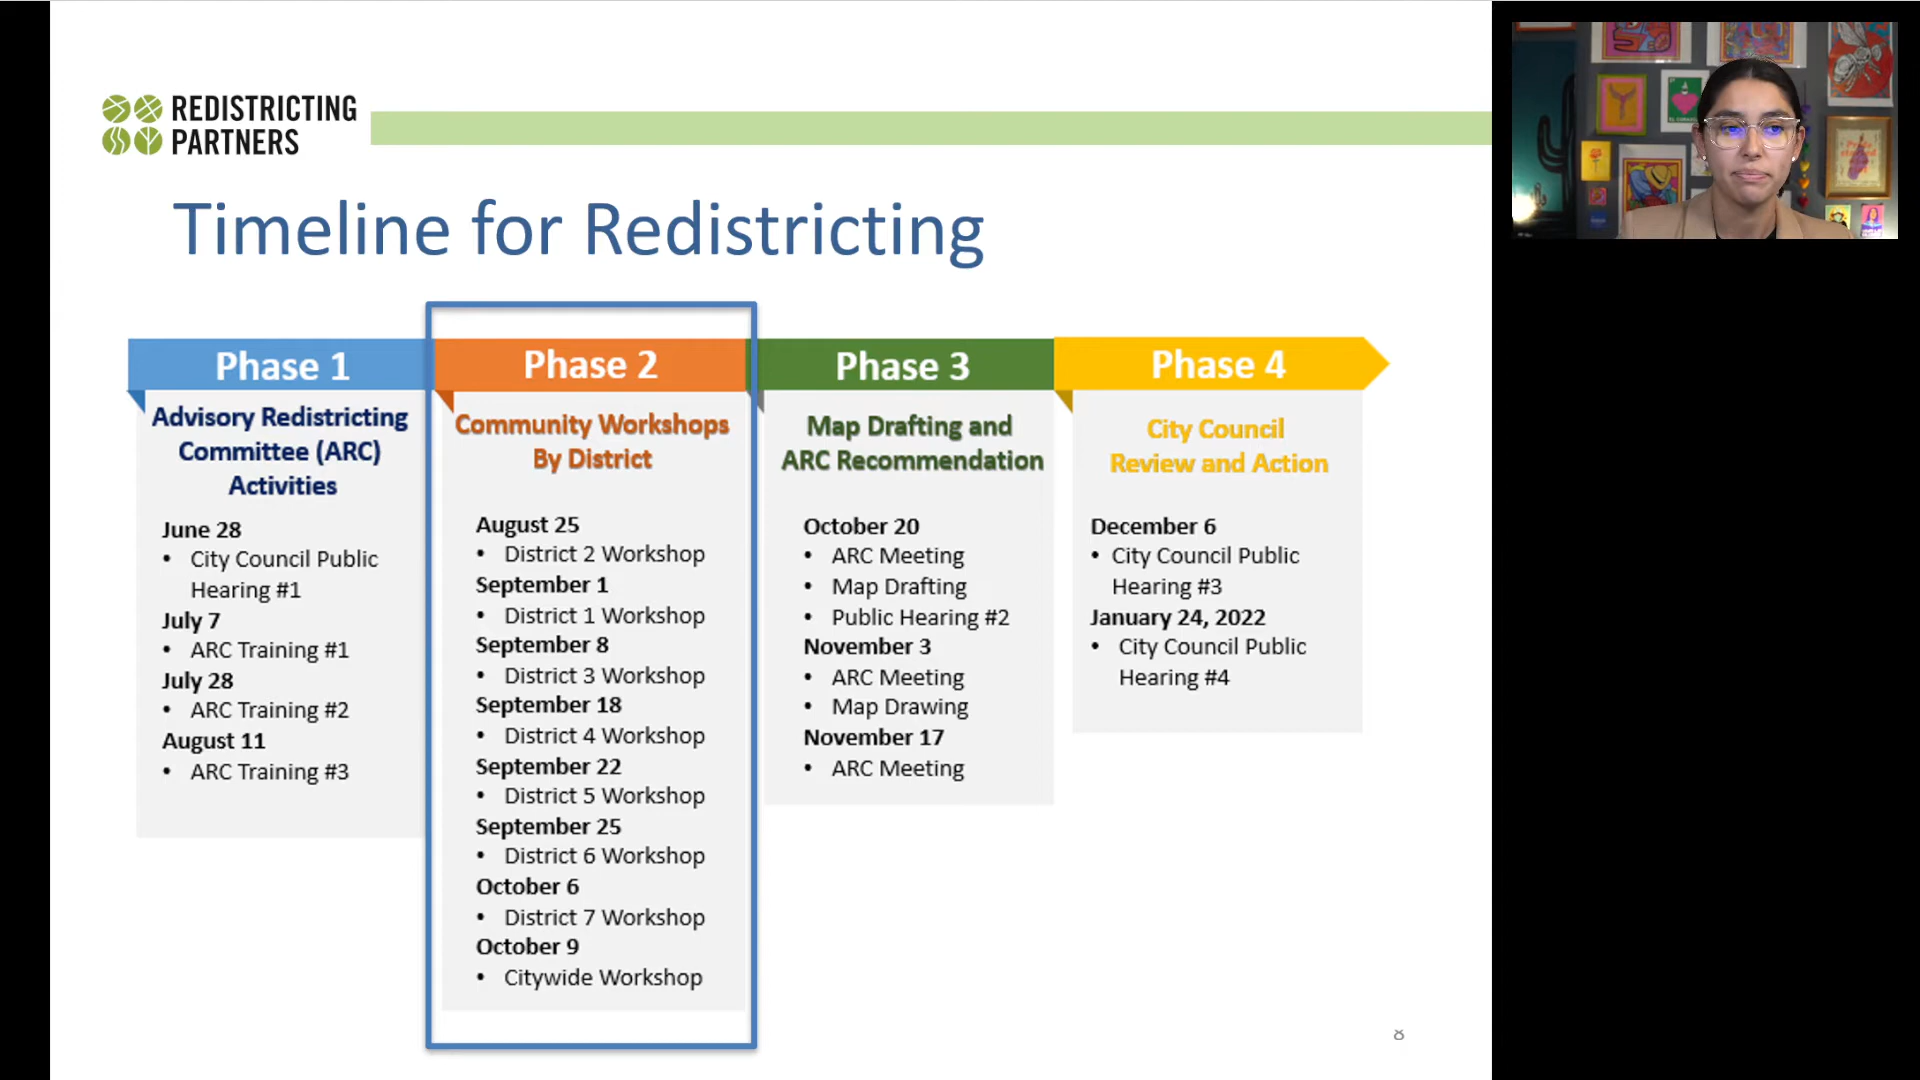 REDISTRICTING
PARTNERS
Timeline for Redistricting
Phase 1
Advisory Redistricting
Committee (ARC)
Activities
June 28
• City Council Public
Hearing #1
July 7
• ARC Training #1
July 28
• ARC Training #2
August 11
• ARC Training #3
Phase 2
Community Workshops
By District
August 25
• District 2 Workshop
September 1
• District 1 Workshop
September 8
• District 3 Workshop
September 18
• District 4 Workshop
September 22
• District 5 Workshop
September 25
• District 6 Workshop
October 6
• District 7 Workshop
October 9
• Citywide Workshop
Phase 3
Map Drafting and
ARC Recommendation
October 20
• ARC Meeting
• Map Drafting
• Public Hearing #2
November 3
• ARC Meeting
• Map Drawing
November 17
• ARC Meeting
Phase 4
City Council
Review and Action
December 6
• City Council Public
Hearing #3
January 24, 2022
• City Council Public
Hearing #4
8